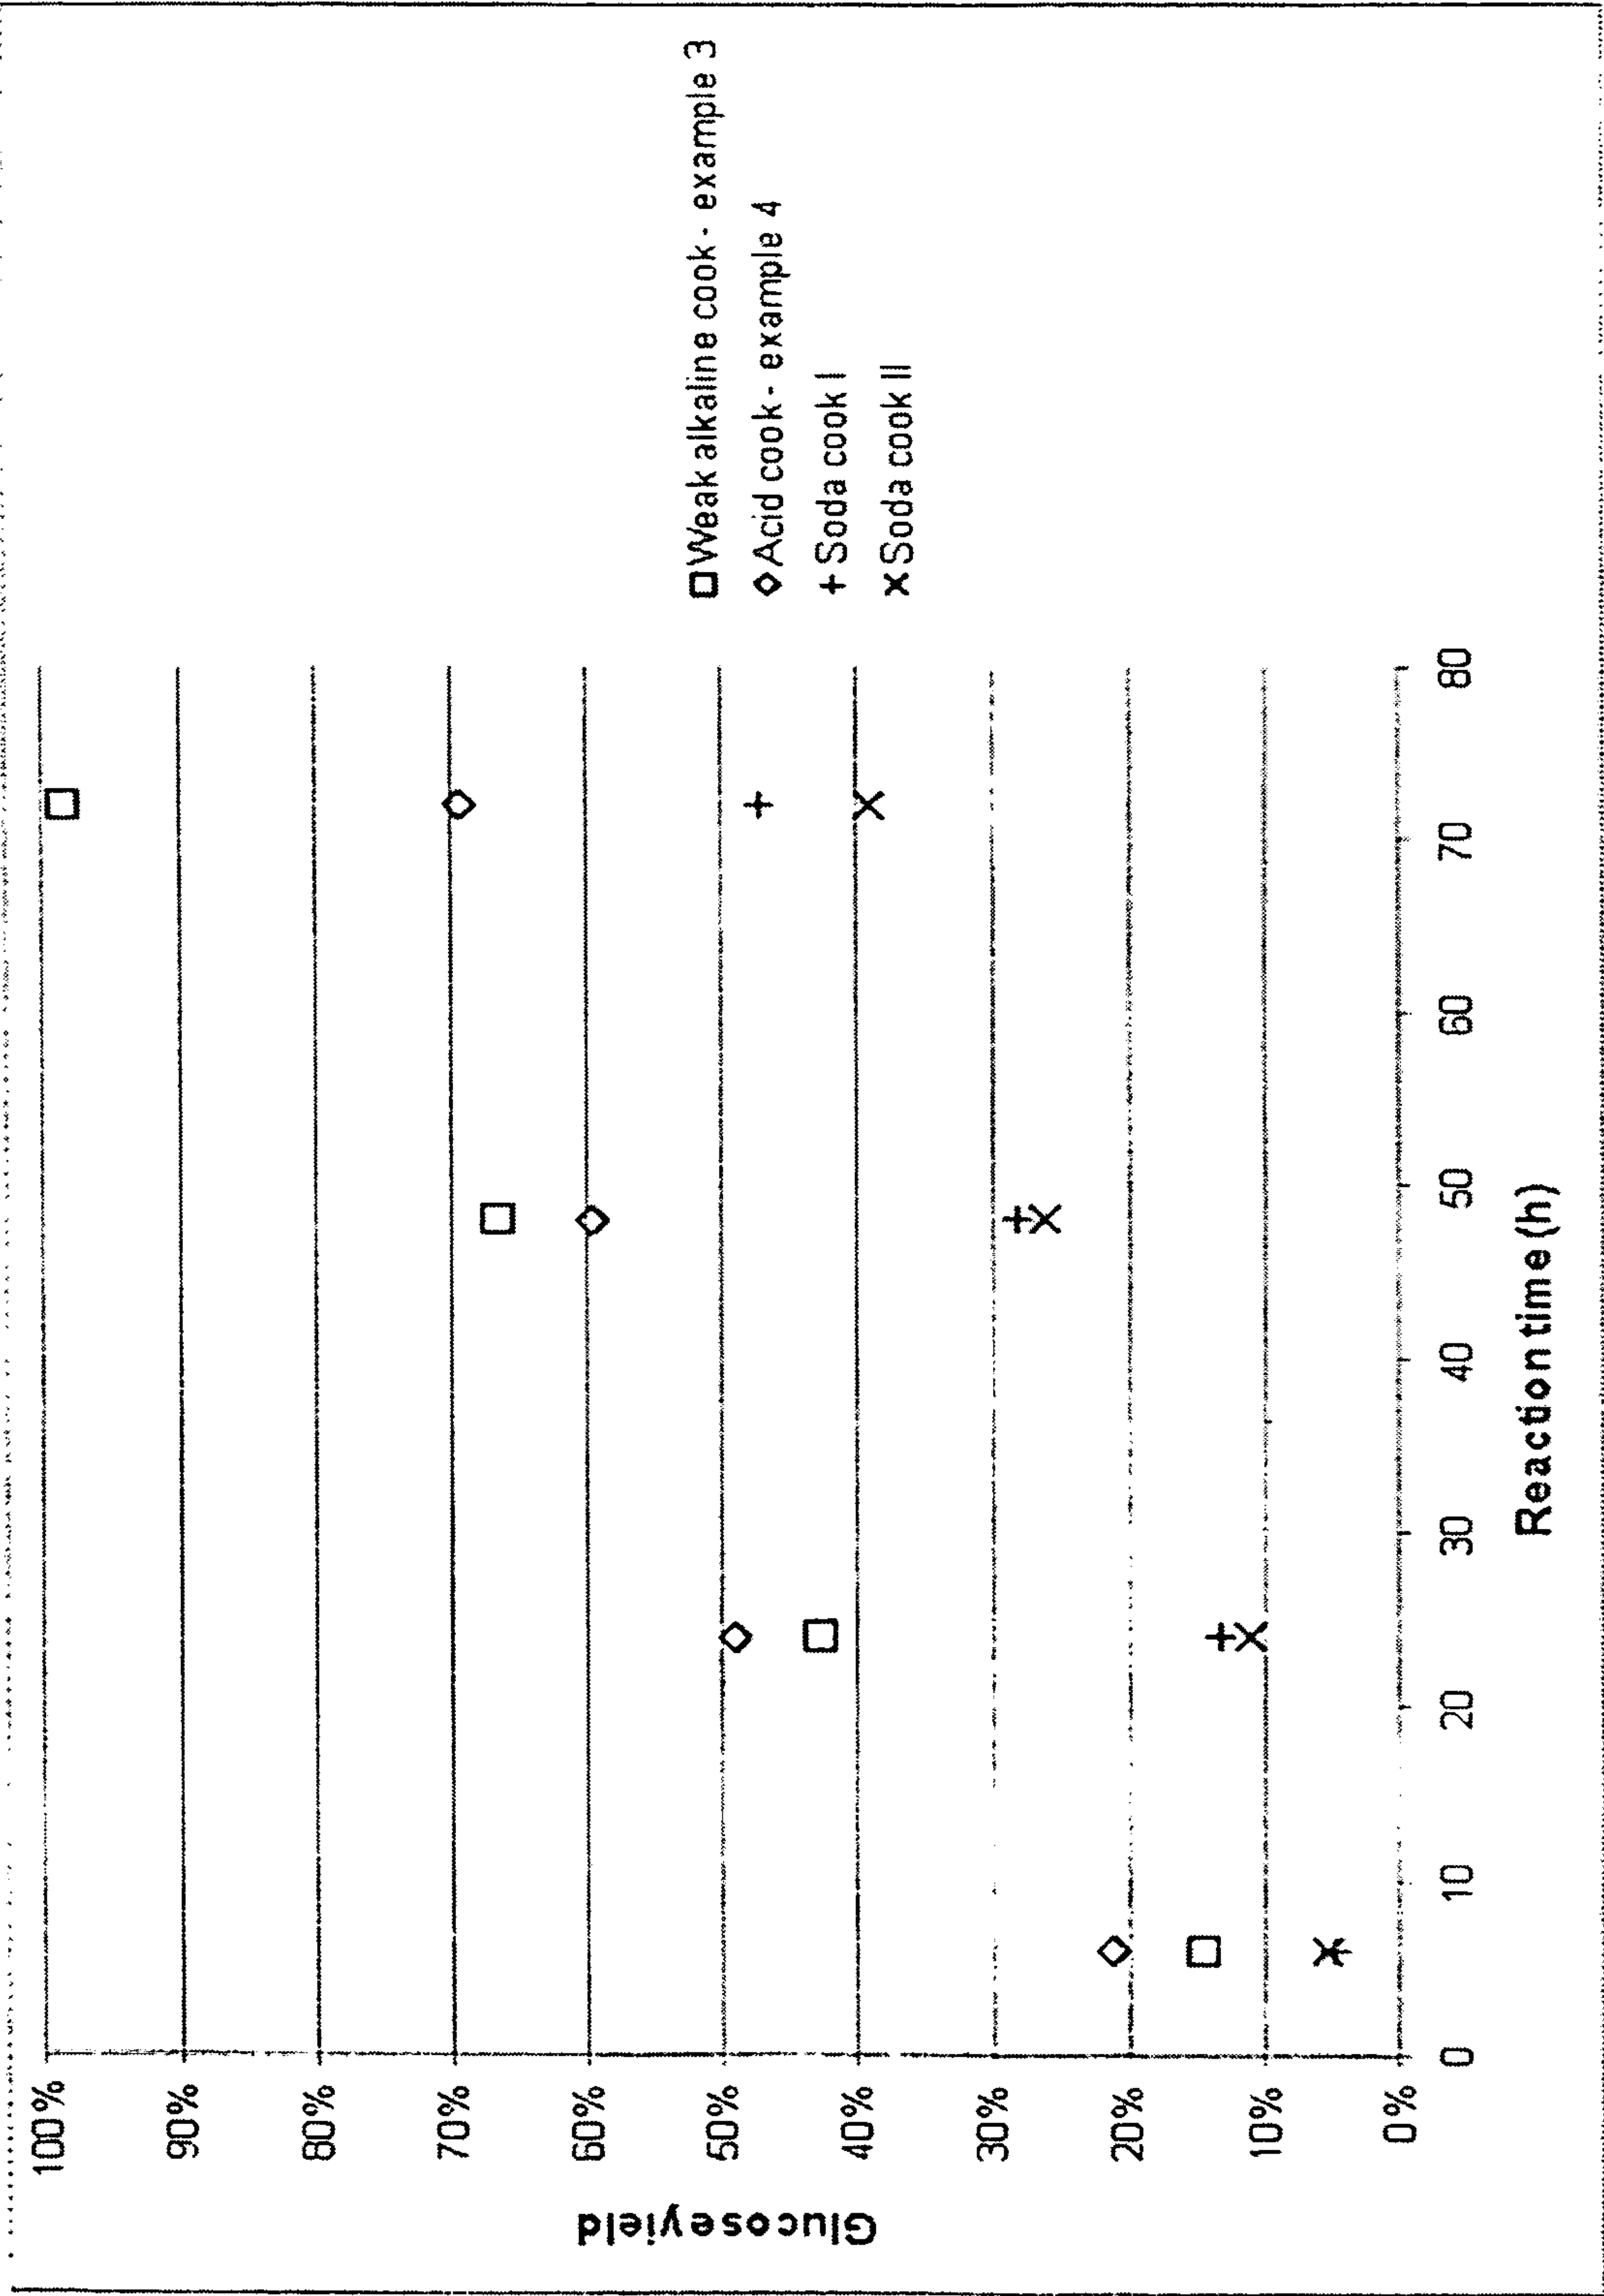 Glucose yield
100%
90%
80%
70%
60%
50%
40%
30%
20%
10%
0%
0 10 20 30 40 50 60 70 80
Reaction time (h)
Weak alkaline cook - example 3
Acid cook - example 4
Soda cook I
Soda cook II